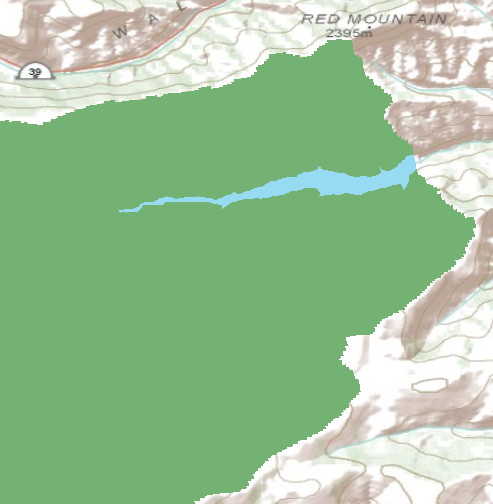 RED MOUNTAIN
2395m
W A L
39